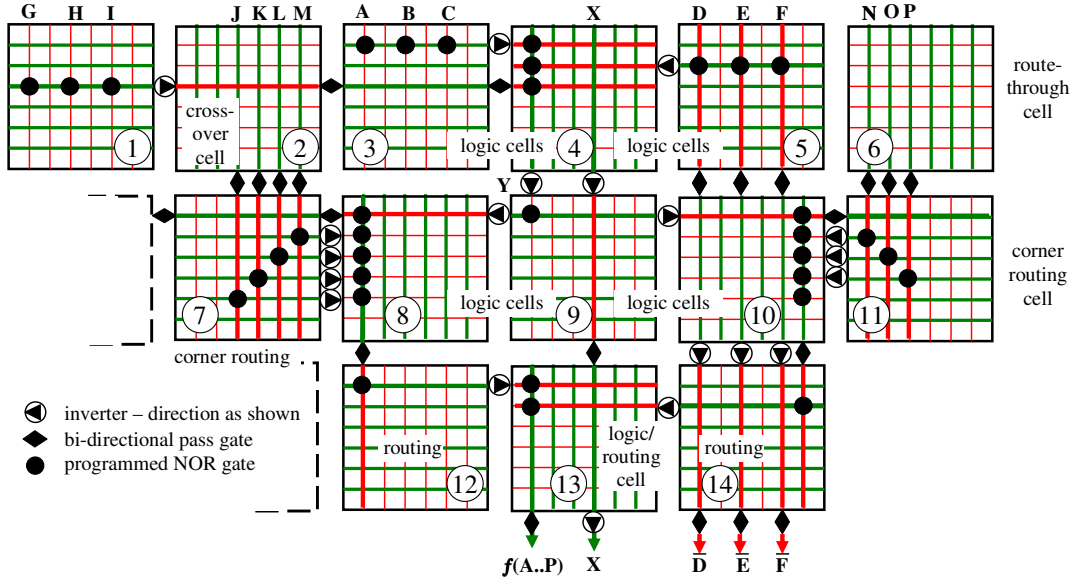 G H I J K L M A B C X D E F N O P
route-
through
cell
cross-
over
cell
logic cells
logic cells
1
2
3
4
5
6
Y
corner
routing
cell
logic cells
logic cells
7
8
9
10
11
corner routing
inverter – direction as shown
bi-directional pass gate
programmed NOR gate
routing
logic/
routing
cell
routing
12
13
14
f(A..P) X D̅ E̅ F̅